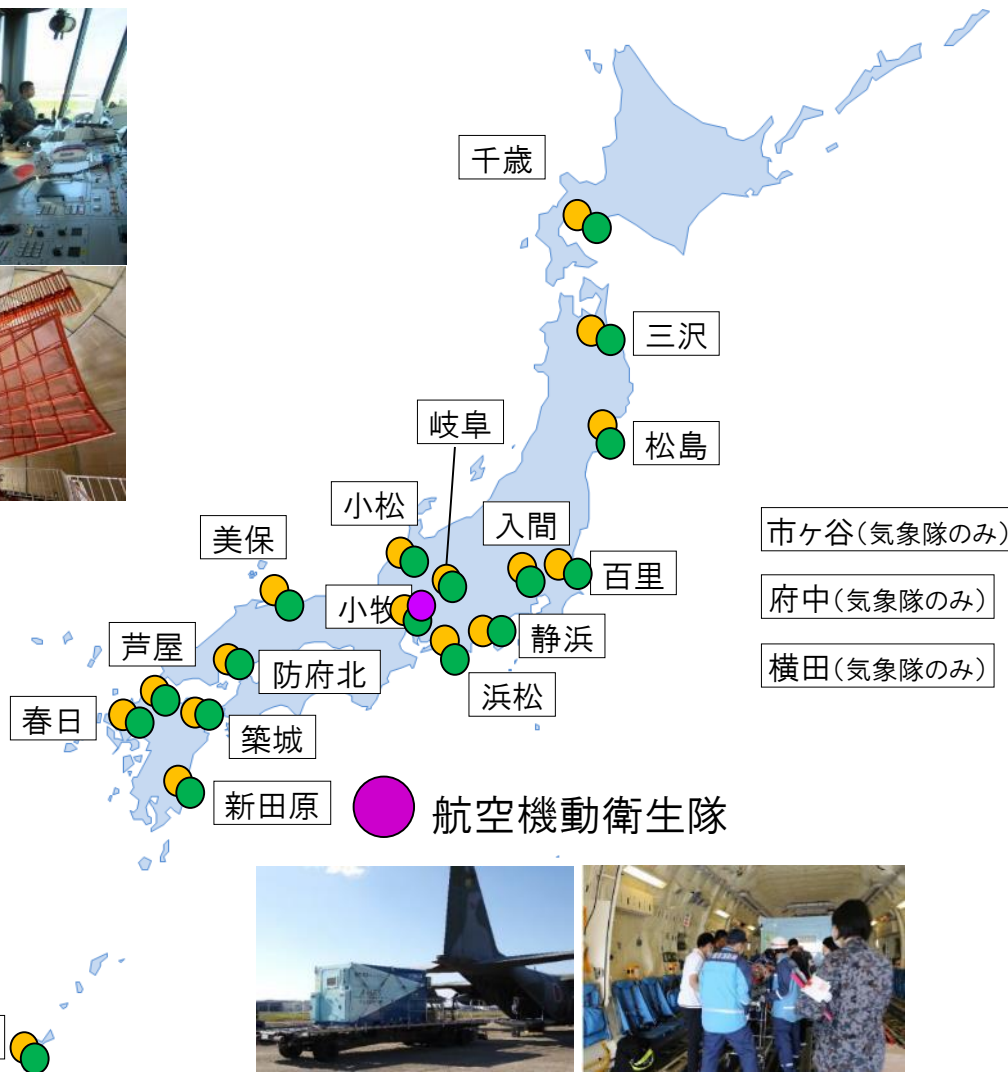 千歳
三沢
岐阜
松島
小松
入間
美保
市ヶ谷(気象隊のみ)
百里
府中(気象隊のみ)
小牧
芦屋
静浜
防府北
横田(気象隊のみ)
浜松
春日
築城
新田原
航空機動衛生隊